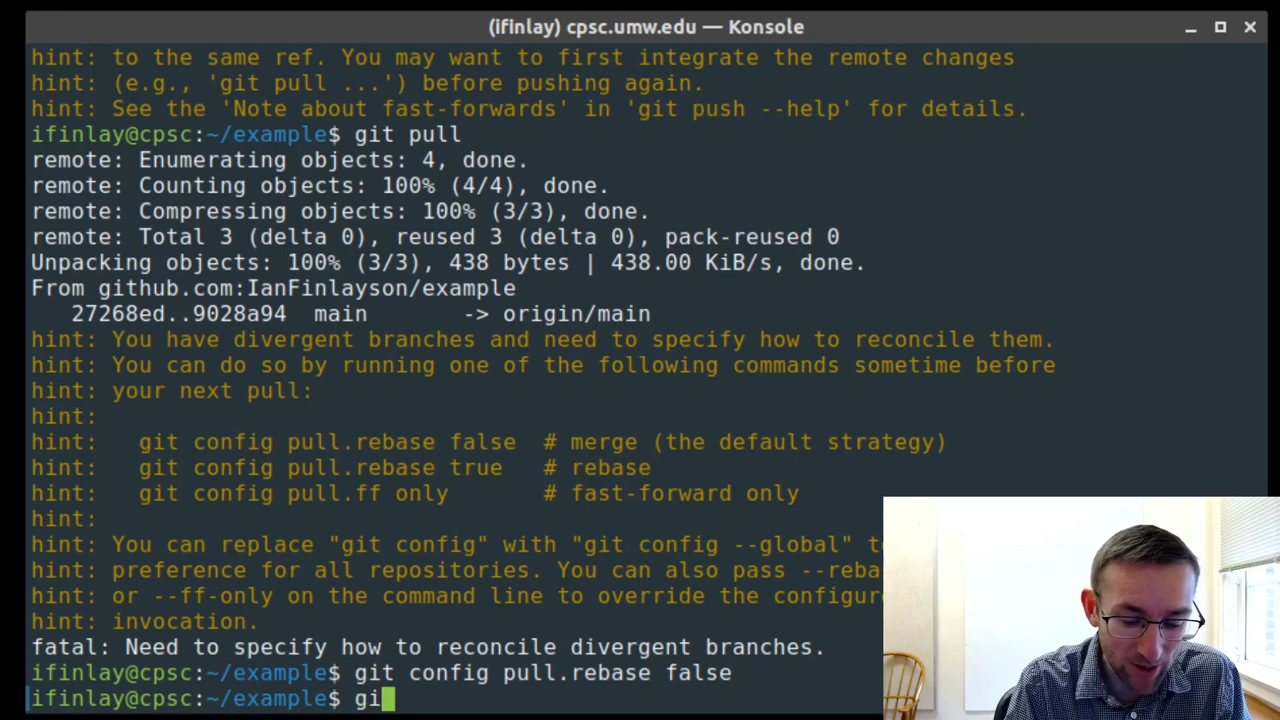 (ifinlay) cpsc.umw.edu — Konsole
hint: to the same ref. You may want to first integrate the remote changes
hint: (e.g., 'git pull ...') before pushing again.
hint: See the 'Note about fast-forwards' in 'git push --help' for details.
ifinlay@cpsc:~/example$ git pull
remote: Enumerating objects: 4, done.
remote: Counting objects: 100% (4/4), done.
remote: Compressing objects: 100% (3/3), done.
remote: Total 3 (delta 0), reused 3 (delta 0), pack-reused 0
Unpacking objects: 100% (3/3), 438 bytes | 438.00 KiB/s, done.
From github.com:IanFinlayson/example
   27268ed..9028a94  main       -> origin/main
hint: You have divergent branches and need to specify how to reconcile them.
hint: You can do so by running one of the following commands sometime before
hint: your next pull:
hint:
hint:   git config pull.rebase false  # merge (the default strategy)
hint:   git config pull.rebase true   # rebase
hint:   git config pull.ff only       # fast-forward only
hint:
hint: You can replace "git config" with "git config --global"
hint: preference for all repositories. You can also pass
hint: or --ff-only on the command line to override the
hint: invocation.
fatal: Need to specify how to reconcile divergent branches.
ifinlay@cpsc:~/example$ git config pull.rebase false
ifinlay@cpsc:~/example$ gi